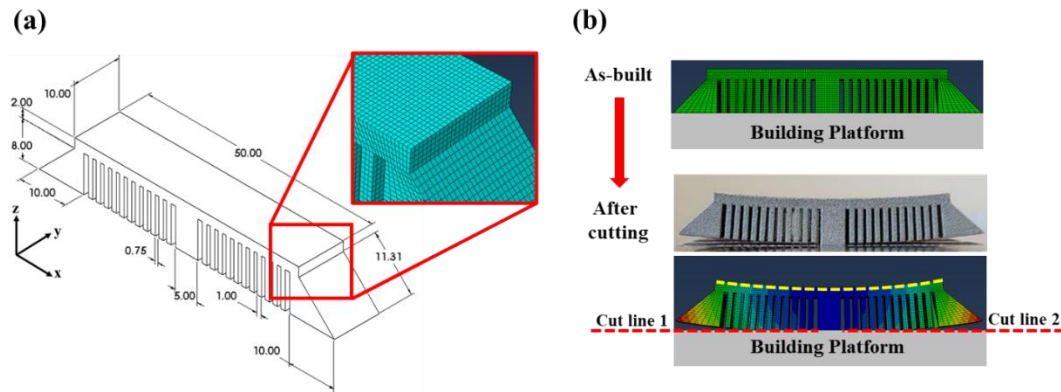 (a)
10.00
2.00
8.00
10.00
50.00
z
y
x
0.75
5.00
1.00
11.31
10.00
(b)
As-built
Building Platform
After
cutting
Cut line 1
Cut line 2
Building Platform